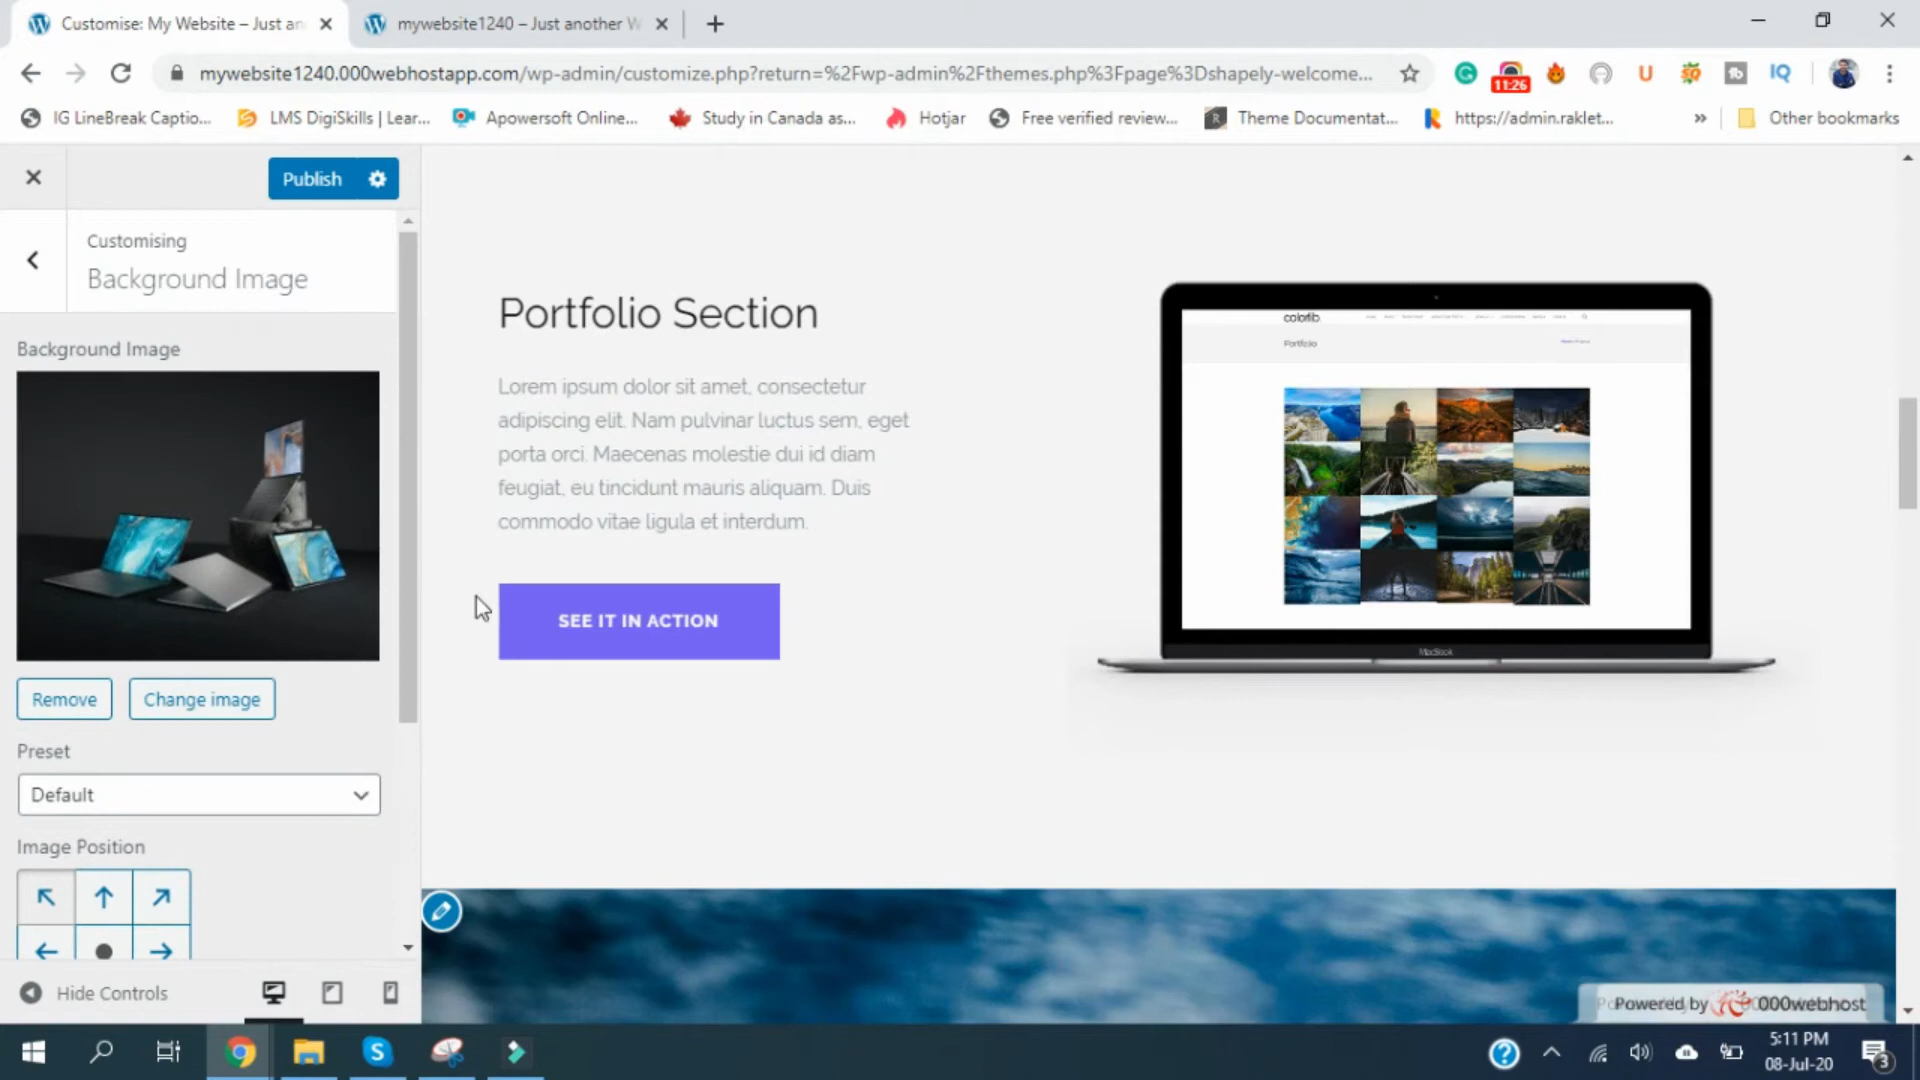 Customise: My Website – Just an
mywebsite1240 – Just another W
mywebsite1240.000webhostapp.com/wp-admin/customize.php?return=%2Fwp-admin%2Fthemes.php%3Fpage%3Dshapely-welcome...
11:26
IG LineBreak Captio...
LMS DigiSkills | Lear...
Apowersoft Online...
Study in Canada as...
Hotjar
Free verified review...
Theme Documentat...
https://admin.raklet...
Other bookmarks
Publish
Customising
Background Image
Background Image
Remove
Change image
Preset
Default
Image Position
Hide Controls
Portfolio Section
Lorem ipsum dolor sit amet, consectetur
adipiscing elit. Nam pulvinar luctus sem, eget
porta orci. Maecenas molestie dui id diam
feugiat, eu tincidunt mauris aliquam. Duis
commodo vitae ligula et interdum.
SEE IT IN ACTION
colorlib.
Portfolio
MacBook
Powered by 000webhost
5:11 PM
08-Jul-20
3